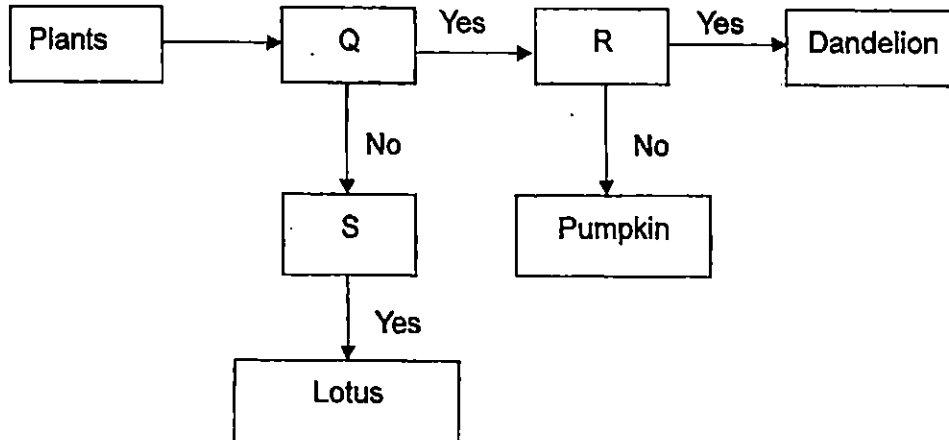 Plants
Q
Yes
R
Yes
Dandelion
No
No
S
Pumpkin
Yes
Lotus